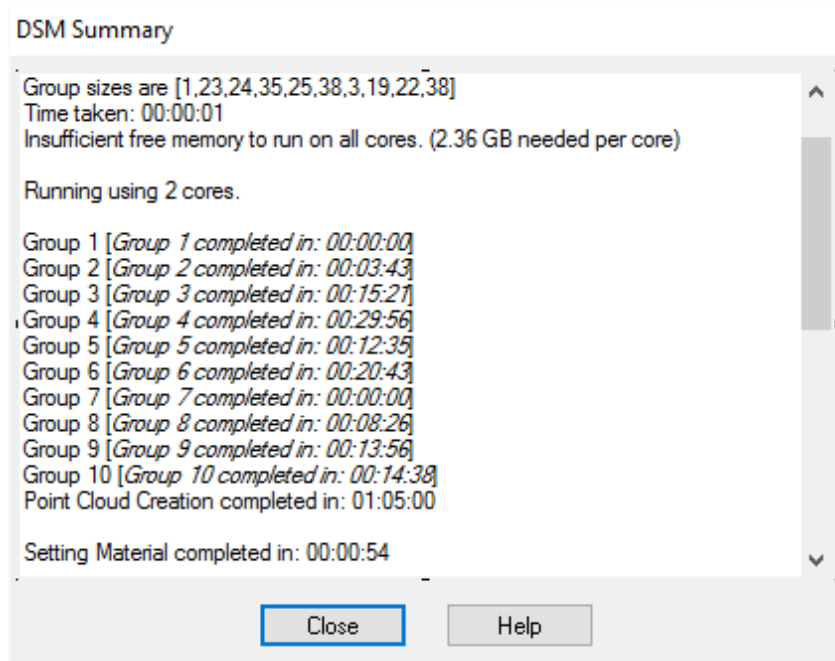 DSM Summary
Group sizes are [1,23,24,35,25,38,3,19,22,38]
Time taken: 00:00:01
Insufficient free memory to run on all cores. (2.36 GB needed per core)
Running using 2 cores.
Group 1 [Group 1 completed in: 00:00:00]
Group 2 [Group 2 completed in: 00:03:43]
Group 3 [Group 3 completed in: 00:15:21]
Group 4 [Group 4 completed in: 00:29:56]
Group 5 [Group 5 completed in: 00:12:35]
Group 6 [Group 6 completed in: 00:20:43]
Group 7 [Group 7 completed in: 00:00:00]
Group 8 [Group 8 completed in: 00:08:26]
Group 9 [Group 9 completed in: 00:13:56]
Group 10 [Group 10 completed in: 00:14:38]
Point Cloud Creation completed in: 01:05:00
Setting Material completed in: 00:00:54
Close
Help